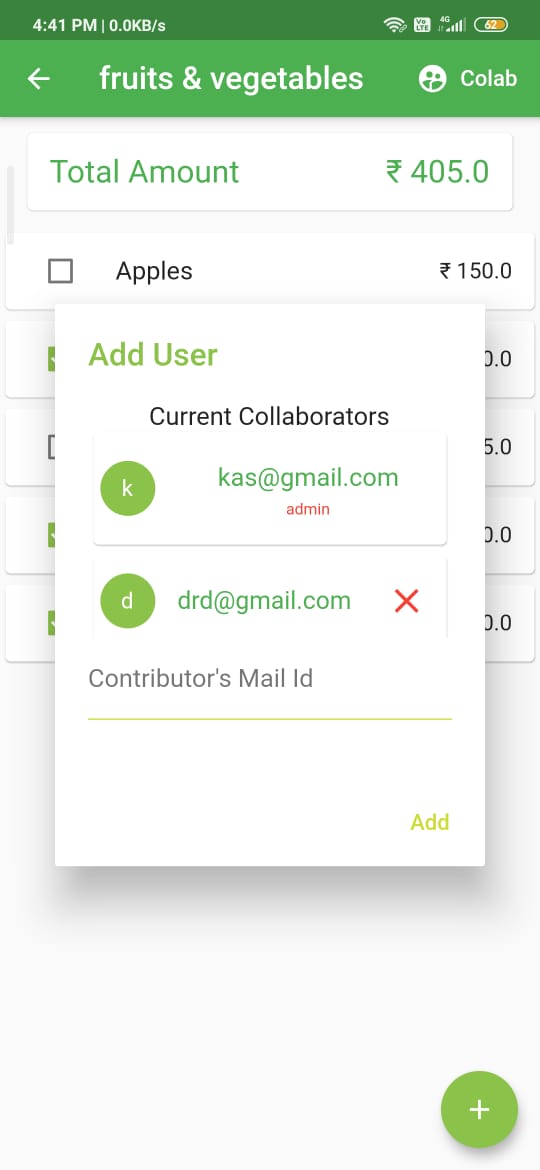 4:41 PM | 0.0KB/s
Vo LTE 4G 62
fruits & vegetables Colab
Total Amount ₹ 405.0
Apples ₹ 150.0
0.0
5.0
0.0
0.0
Add User
Current Collaborators
k kas@gmail.com
admin
d drd@gmail.com
Contributor's Mail Id
Add
+